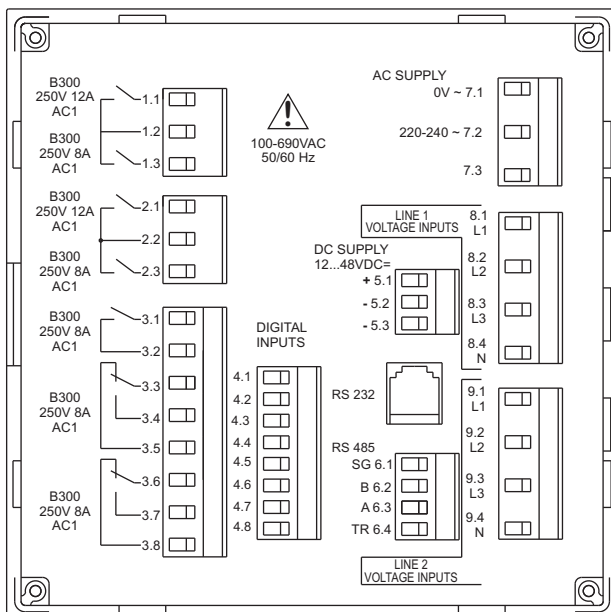 B300
250V 12A
AC1
1.1
1.2
B300
250V 8A
AC1
1.3
B300
250V 12A
AC1
2.1
2.2
B300
250V 8A
AC1
2.3
B300
250V 8A
AC1
3.1
3.2
B300
250V 8A
AC1
3.3
3.4
3.5
B300
250V 8A
AC1
3.6
3.7
3.8
100-690VAC
50/60 Hz
DIGITAL
INPUTS
4.1
4.2
4.3
4.4
4.5
4.6
4.7
4.8
AC SUPPLY
0V ~ 7.1
220-240 ~ 7.2
7.3
LINE 1
VOLTAGE INPUTS
8.1
L1
8.2
L2
8.3
L3
8.4
N
DC SUPPLY
12...48VDC=
+ 5.1
- 5.2
- 5.3
RS 232
RS 485
SG 6.1
B 6.2
A 6.3
TR 6.4
9.1
L1
9.2
L2
9.3
L3
9.4
N
LINE 2
VOLTAGE INPUTS